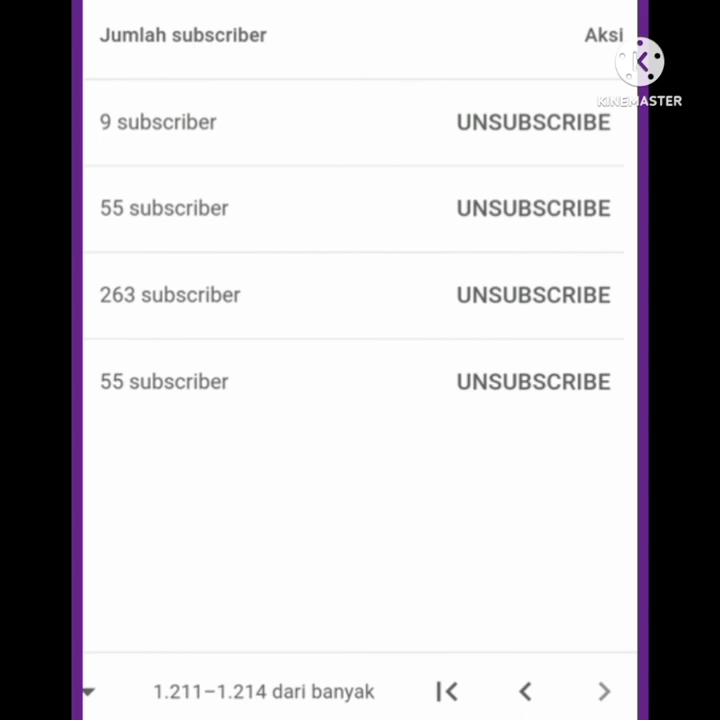 Jumlah subscriber Aksi
KINEMASTER
9 subscriber UNSUBSCRIBE
55 subscriber UNSUBSCRIBE
263 subscriber UNSUBSCRIBE
55 subscriber UNSUBSCRIBE
1.211–1.214 dari banyak